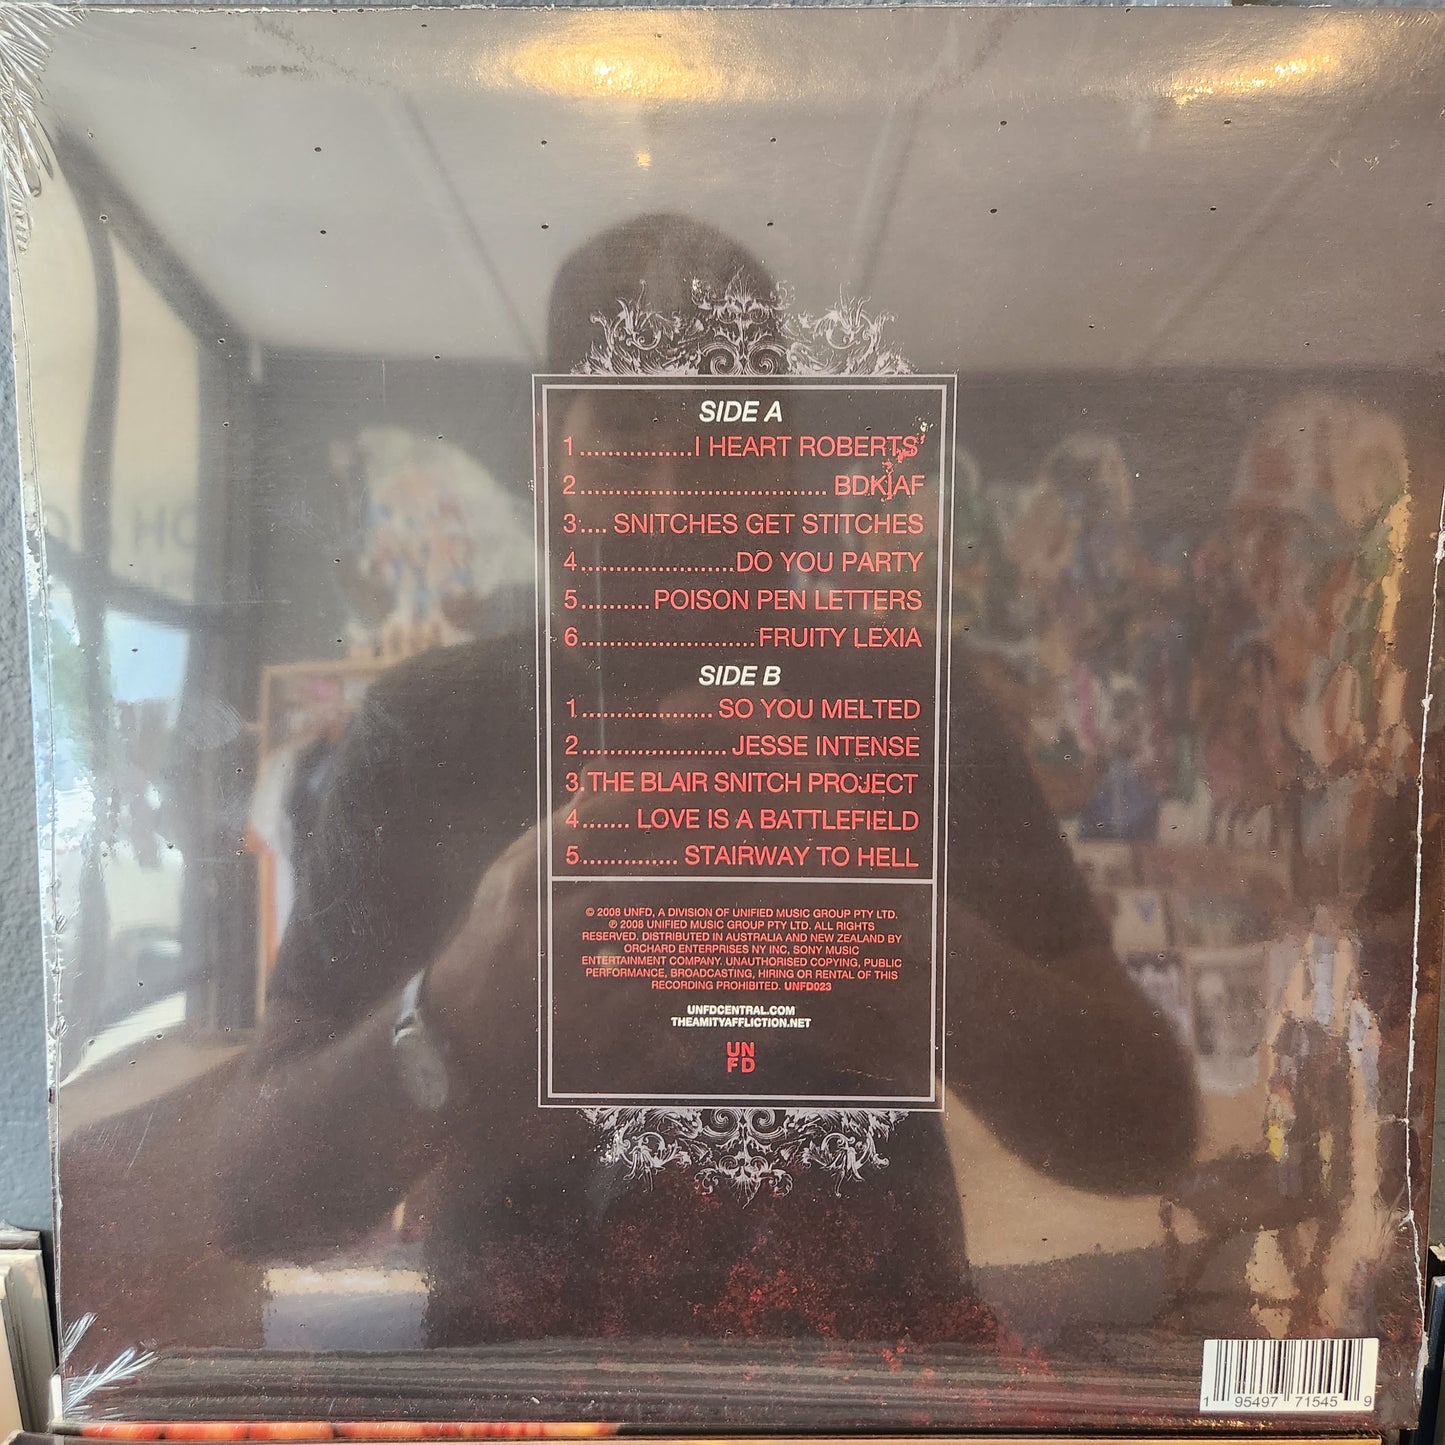 SIDE A
1.................I HEART ROBERTS'
2.................................. BDKIAF
3.... SNITCHES GET STITCHES
4......................DO YOU PARTY
5.......... POISON PEN LETTERS
6.........................FRUITY LEXIA
SIDE B
1................... SO YOU MELTED
2..................... JESSE INTENSE
3.THE BLAIR SNITCH PROJECT
4....... LOVE IS A BATTLEFIELD
5.............. STAIRWAY TO HELL
© 2008 UNFD, A DIVISION OF UNIFIED MUSIC GROUP PTY LTD.
℗ 2008 UNIFIED MUSIC GROUP PTY LTD. ALL RIGHTS
RESERVED. DISTRIBUTED IN AUSTRALIA AND NEW ZEALAND BY
ORCHARD ENTERPRISES NY INC, SONY MUSIC
ENTERTAINMENT COMPANY. UNAUTHORISED COPYING, PUBLIC
PERFORMANCE, BROADCASTING, HIRING OR RENTAL OF THIS
RECORDING PROHIBITED. UNFD023
UNFDCENTRAL.COM
THEAMITYAFFLICTION.NET
UN
FD
1 95497 71545 9